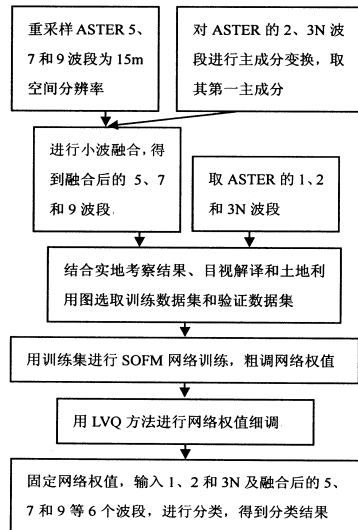 重采样 ASTER 5、
7 和 9 波段为 15m
空间分辨率
对 ASTER 的 2、3N 波
段进行主成分变换，取
其第一主成分
进行小波融合，得
到融合后的 5、7
和 9 波段
取 ASTER 的 1、2
和 3N 波段
结合实地考察结果、目视解译和土地利
用图选取训练数据集和验证数据集
用训练集进行 SOFM 网络训练，粗调网络权值
用 LVQ 方法进行网络权值细调
固定网络权值，输入 1、2 和 3N 及融合后的 5、
7 和 9 等 6 个波段，进行分类，得到分类结果